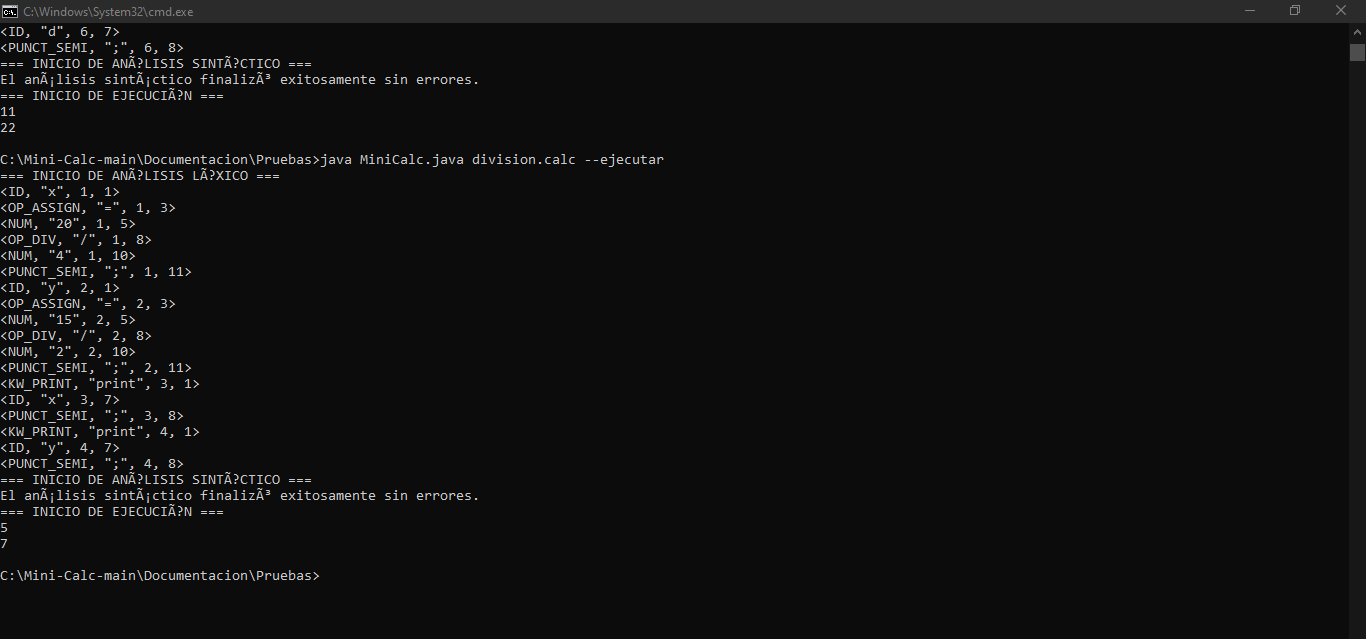 C:\Windows\System32\cmd.exe
<ID, "d", 6, 7>
<PUNCT_SEMI, ";", 6, 8>
=== INICIO DE ANÃ?LISIS SINTÃ?CTICO ===
El anÃ¡lisis sintÃ¡ctico finalizÃ³ exitosamente sin errores.
=== INICIO DE EJECUCIÃ?N ===
11
22
C:\Mini-Calc-main\Documentacion\Pruebas>java MiniCalc.java division.calc --ejecutar
=== INICIO DE ANÃ?LISIS LÃ?XICO ===
<ID, "x", 1, 1>
<OP_ASSIGN, "=", 1, 3>
<NUM, "20", 1, 5>
<OP_DIV, "/", 1, 8>
<NUM, "4", 1, 10>
<PUNCT_SEMI, ";", 1, 11>
<ID, "y", 2, 1>
<OP_ASSIGN, "=", 2, 3>
<NUM, "15", 2, 5>
<OP_DIV, "/", 2, 8>
<NUM, "2", 2, 10>
<PUNCT_SEMI, ";", 2, 11>
<KW_PRINT, "print", 3, 1>
<ID, "x", 3, 7>
<PUNCT_SEMI, ";", 3, 8>
<KW_PRINT, "print", 4, 1>
<ID, "y", 4, 7>
<PUNCT_SEMI, ";", 4, 8>
=== INICIO DE ANÃ?LISIS SINTÃ?CTICO ===
El anÃ¡lisis sintÃ¡ctico finalizÃ³ exitosamente sin errores.
=== INICIO DE EJECUCIÃ?N ===
5
7
C:\Mini-Calc-main\Documentacion\Pruebas>